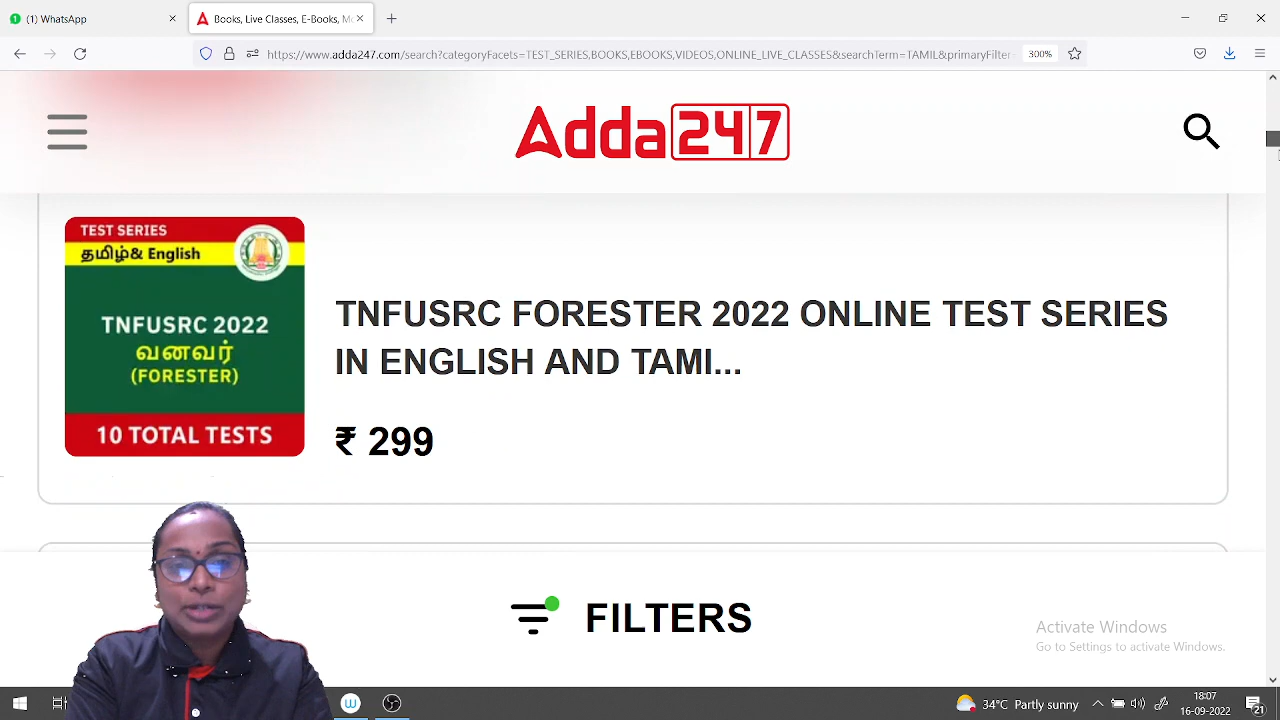 (1) WhatsApp
Books, Live Classes, E-Books, Mo
https://www.adda247.com/search?categoryFacets=TEST_SERIES,BOOKS,EBOOKS,VIDEOS,ONLINE_LIVE_CLASSES&searchTerm=TAMIL&primaryFilter=
300%
Adda247
TEST SERIES
தமிழ்& English
TNFUSRC 2022
வனவர்
(FORESTER)
10 TOTAL TESTS
TNFUSRC FORESTER 2022 ONLINE TEST SERIES
IN ENGLISH AND TAMI...
₹ 299
FILTERS
Activate Windows
Go to Settings to activate Windows.
34°C Partly sunny
18:07
16-09-2022
21